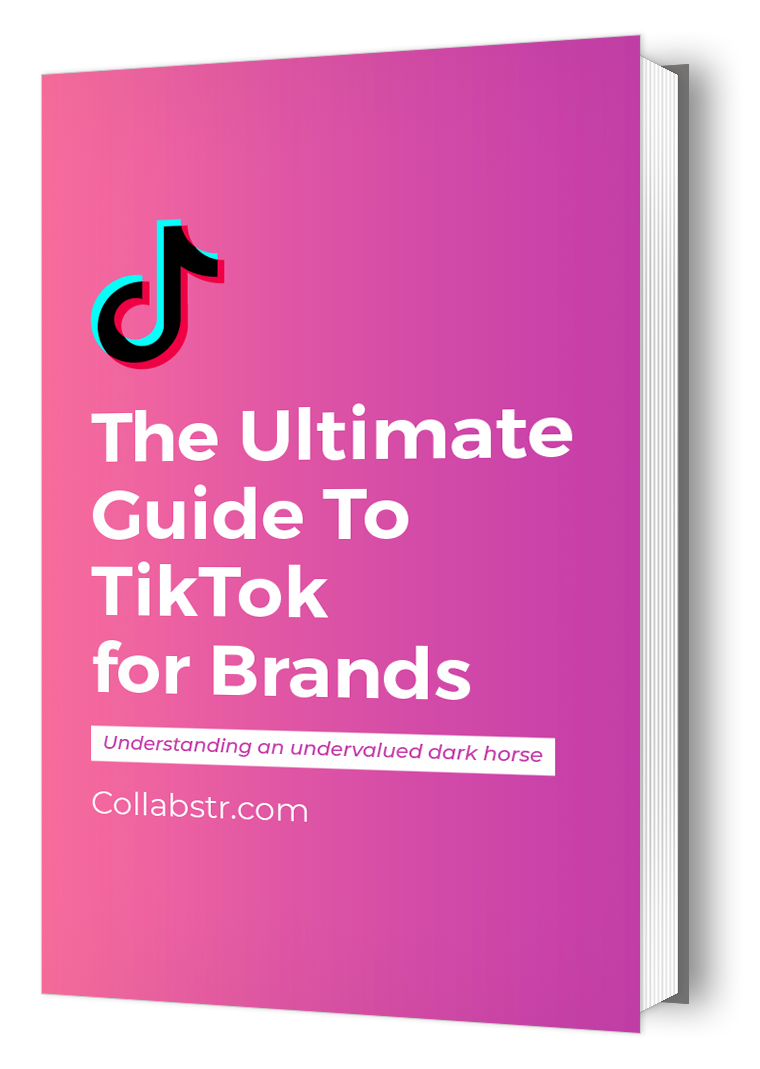 The Ultimate
Guide To
TikTok
for Brands
Understanding an undervalued dark horse
Collabstr.com